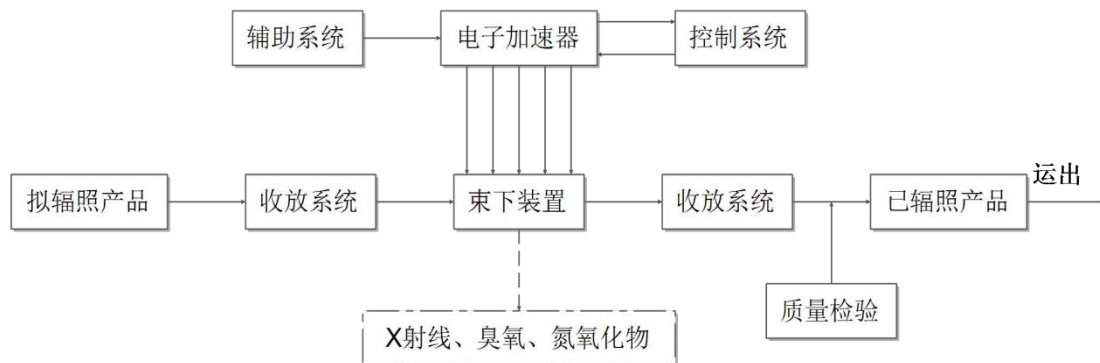 辅助系统
电子加速器
控制系统
拟辐照产品
收放系统
束下装置
收放系统
已辐照产品
运出
质量检验
X射线、臭氧、氮氧化物